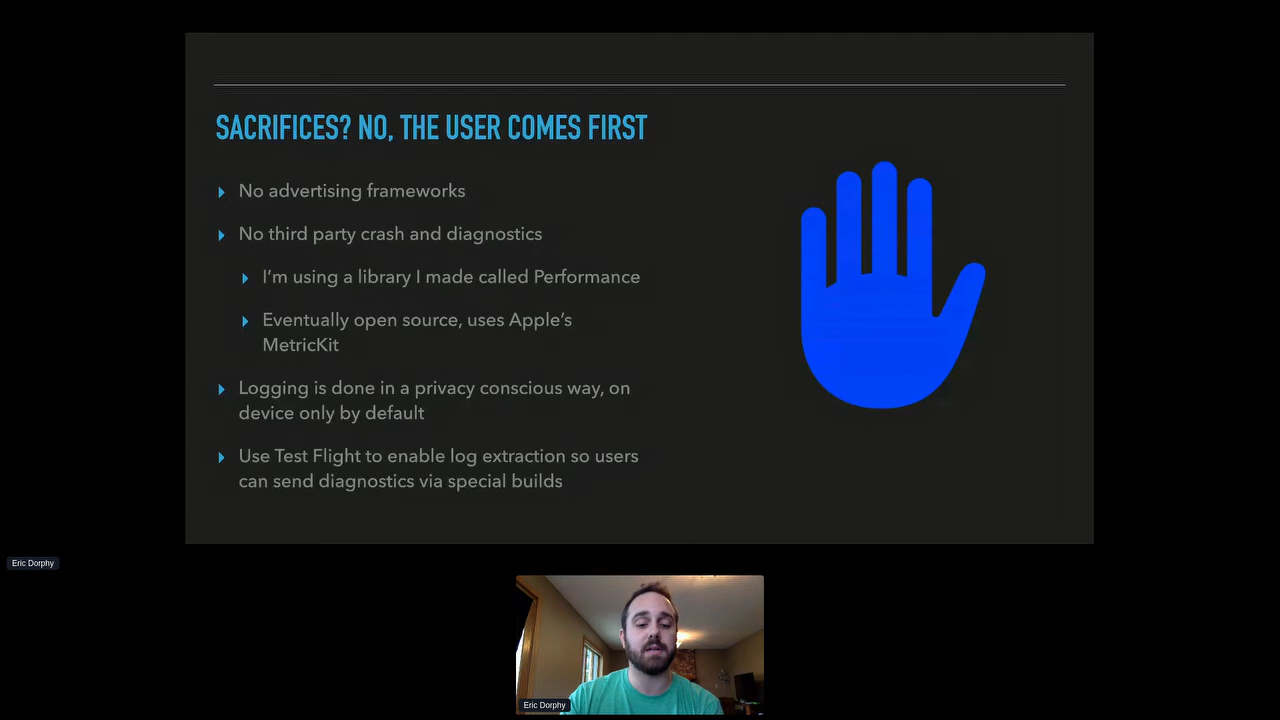 SACRIFICES? NO, THE USER COMES FIRST
No advertising frameworks
No third party crash and diagnostics
I'm using a library I made called Performance
Eventually open source, uses Apple's
MetricKit
Logging is done in a privacy conscious way, on
device only by default
Use Test Flight to enable log extraction so users
can send diagnostics via special builds
Eric Dorphy
Eric Dorphy